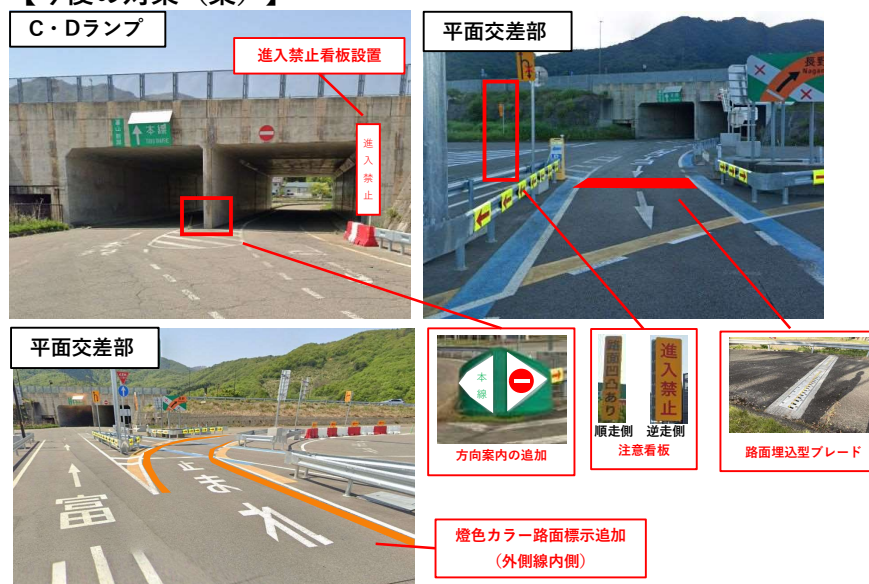 【今後の対策（案）】
C・Dランプ
進入禁止看板設置
本線
進入禁止
平面交差部
長野
Nagano
平面交差部
富
本線
方向案内の追加
路面凹凸あり
進入禁止
順走側
逆走側
注意看板
路面埋込型ブレード
橙色カラー路面標示追加
（外側線内側）